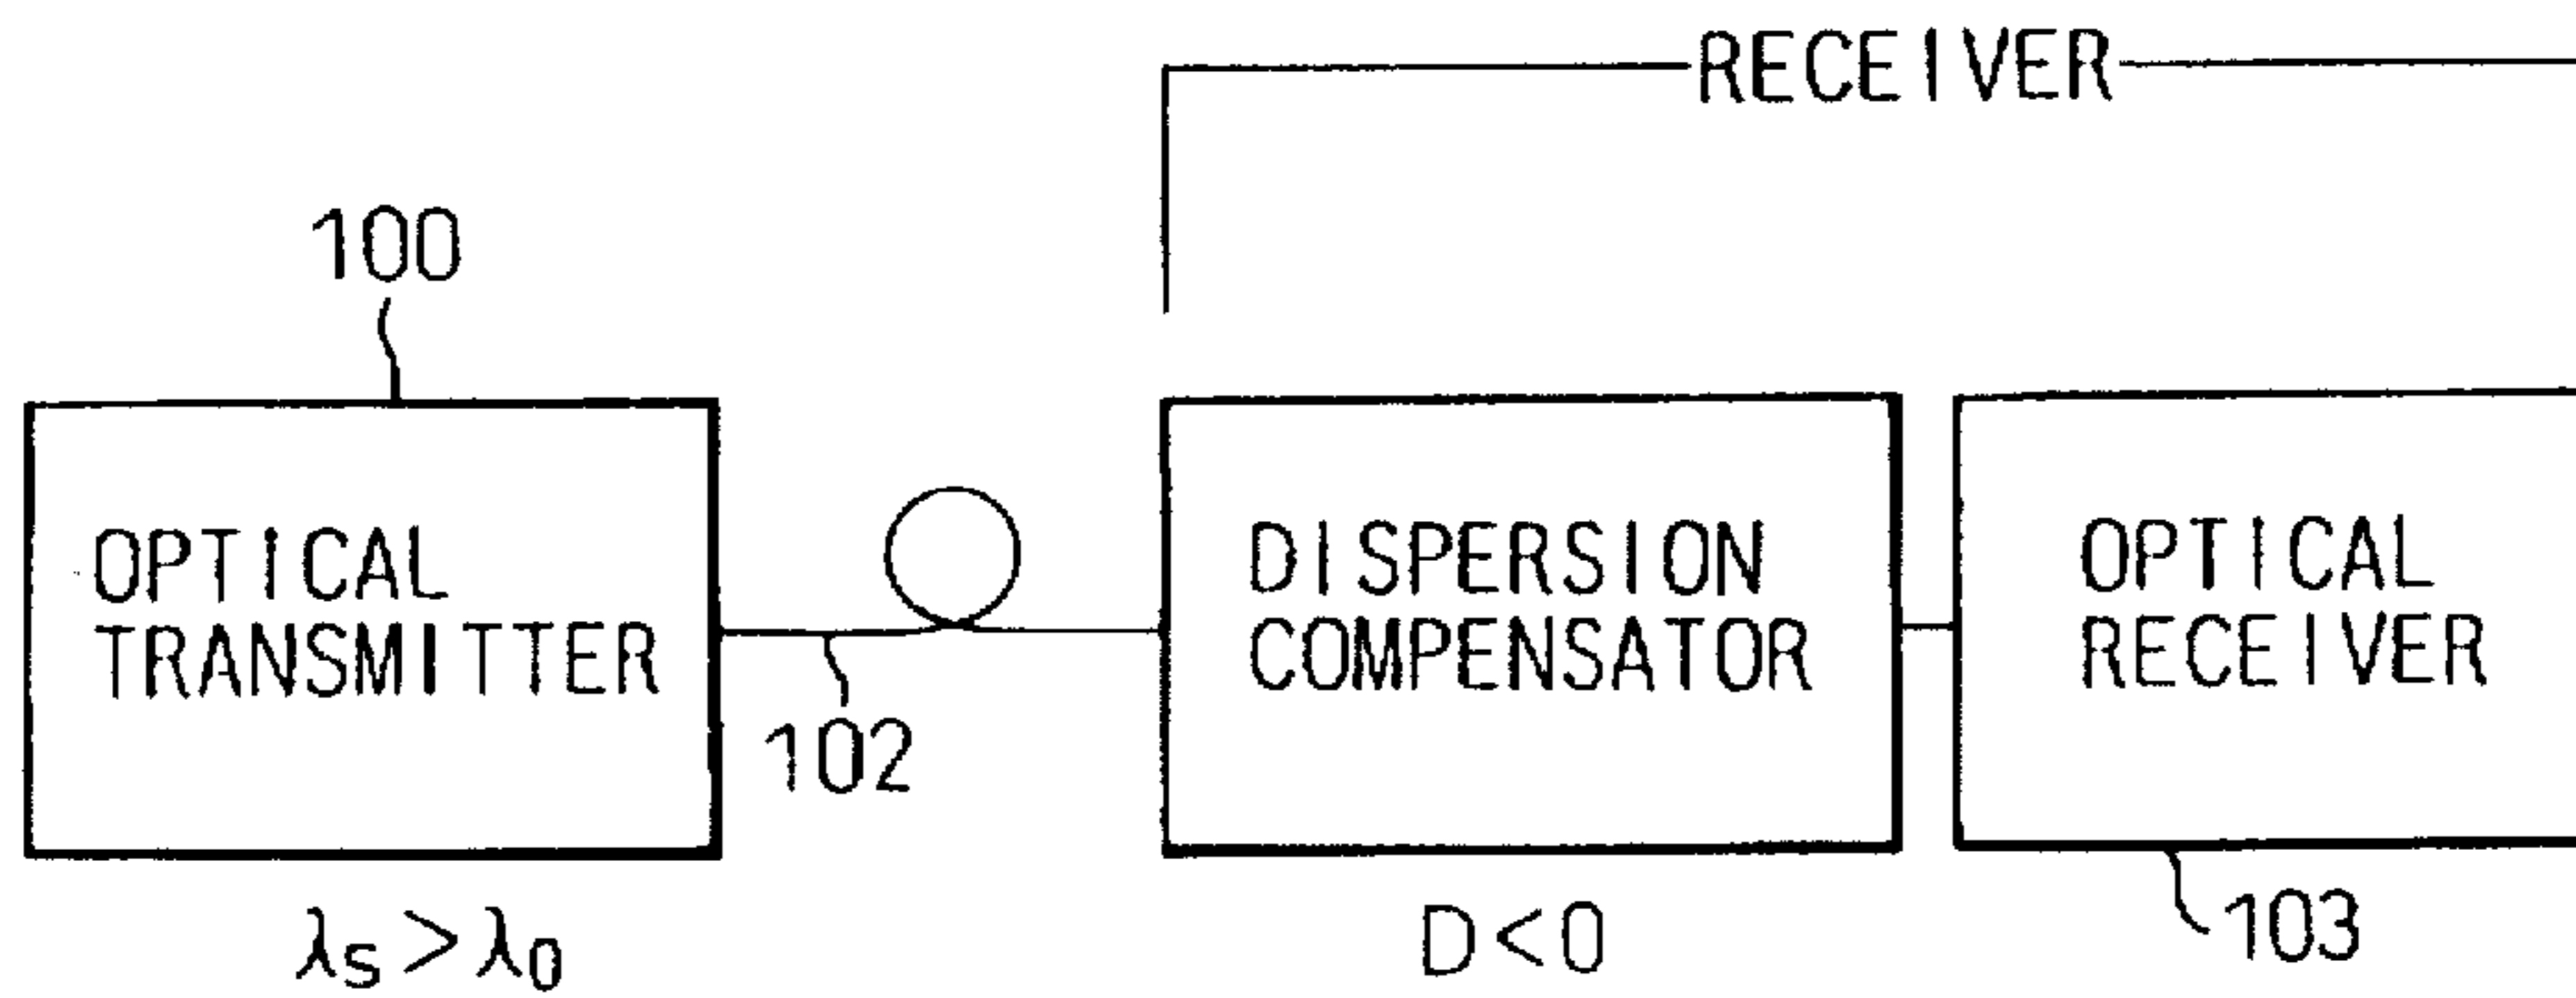 RECEIVER
100
OPTICAL
TRANSMITTER
102
DISPERSION
COMPENSATOR
OPTICAL
RECEIVER
103
λS > λ0
D < 0